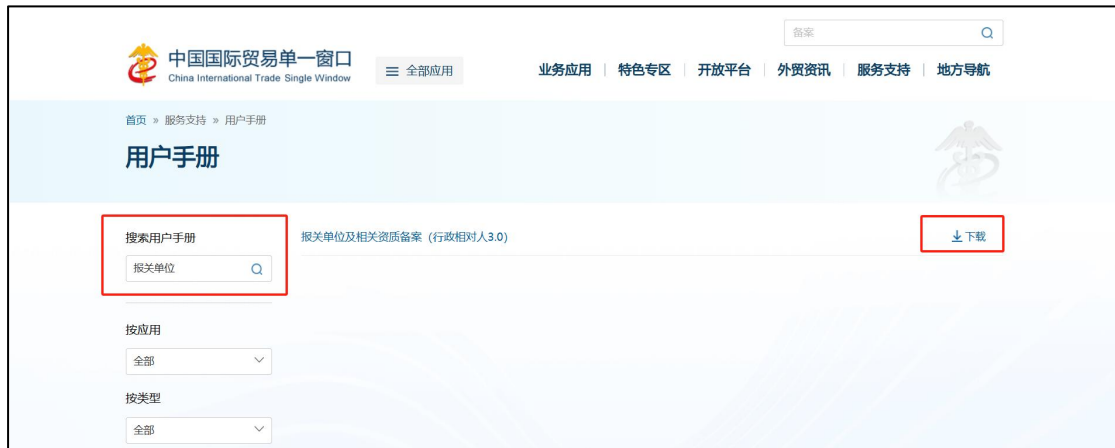 备案
中国国际贸易单一窗口
China International Trade Single Window
全部应用
业务应用 | 特色专区 | 开放平台 | 外贸资讯 | 服务支持 | 地方导航
首页 » 服务支持 » 用户手册
用户手册
搜索用户手册
报关单位
报关单位及相关资质备案（行政相对人3.0）
下载
按应用
全部
按类型
全部